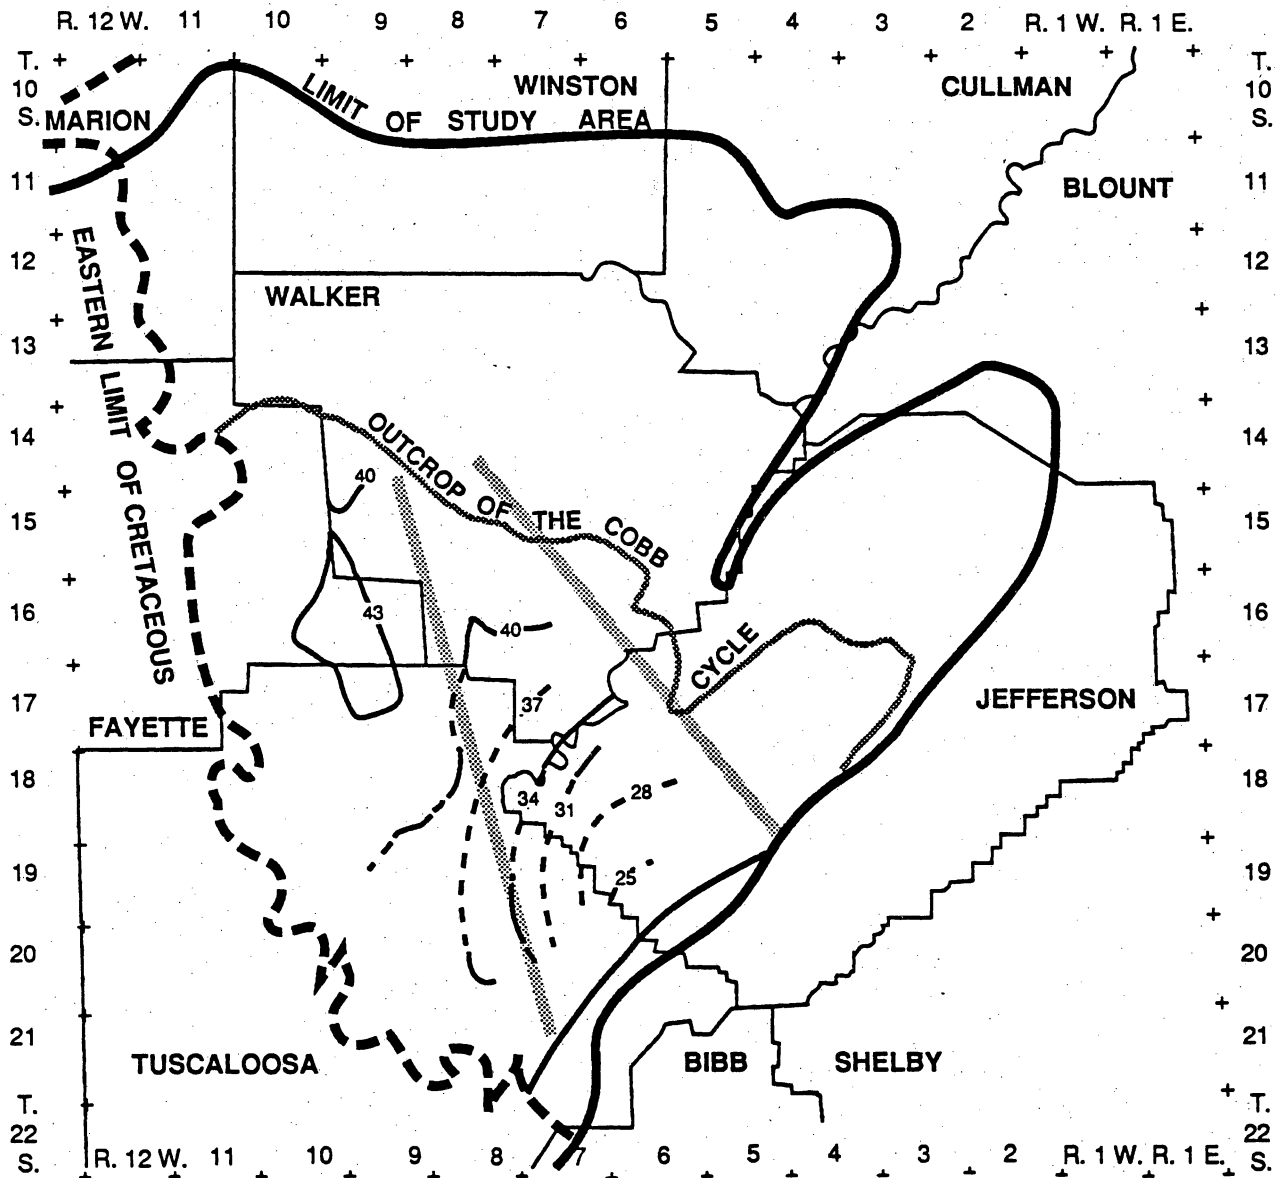 R. 12 W. 11 10 9 8 7 6 5 4 3 2 R. 1 W. R. 1 E.
T.
10
S.
T.
10
S.
WINSTON
CULLMAN
LIMIT OF STUDY AREA
MARION
11
11
BLOUNT
12
12
WALKER
EASTERN LIMIT OF CRETACEOUS
13
13
14
14
OUTCROP OF THE COBB CYCLE
40
15
15
16
16
43
40
17
17
37
JEFFERSON
FAYETTE
18
18
34
31
28
19
19
25
20
20
21
21
TUSCALOOSA
BIBB
SHELBY
T.
22
S.
T.
22
S.
R. 12 W. 11 10 9 8 7 6 5 4 3 2 R. 1 W. R. 1 E.